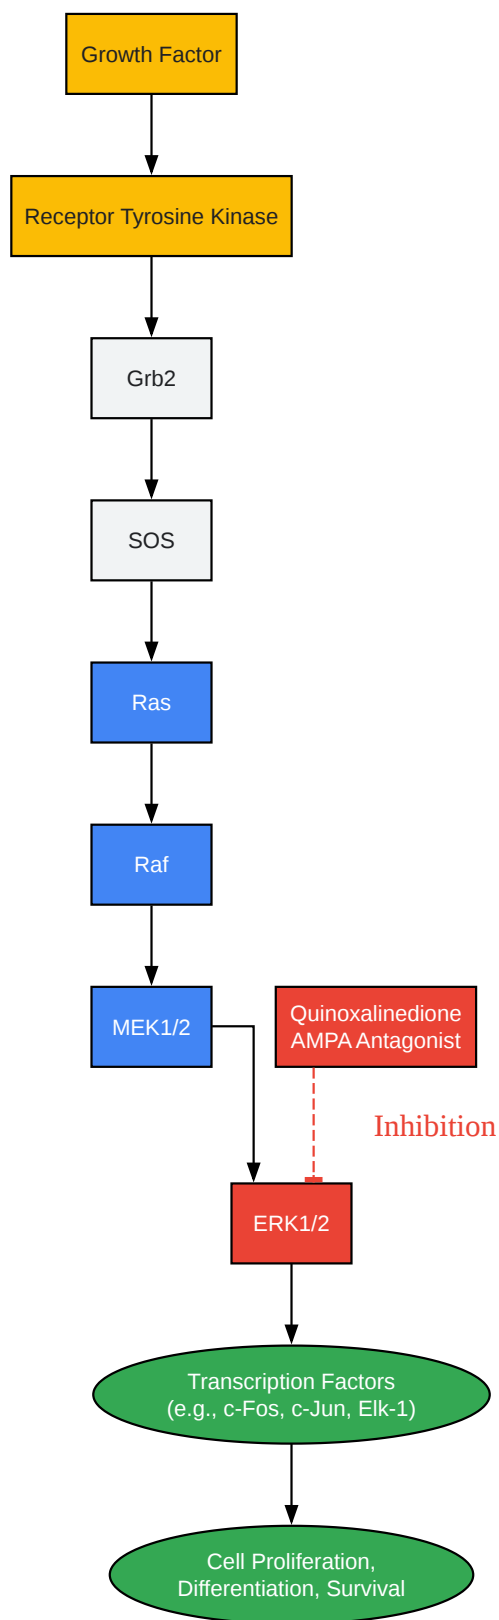 Growth Factor
Receptor Tyrosine Kinase
Grb2
SOS
Ras
Raf
MEK1/2
Quinoxalinedione
AMPA Antagonist
Inhibition
ERK1/2
Transcription Factors
(e.g., c-Fos, c-Jun, Elk-1)
Cell Proliferation,
Differentiation, Survival